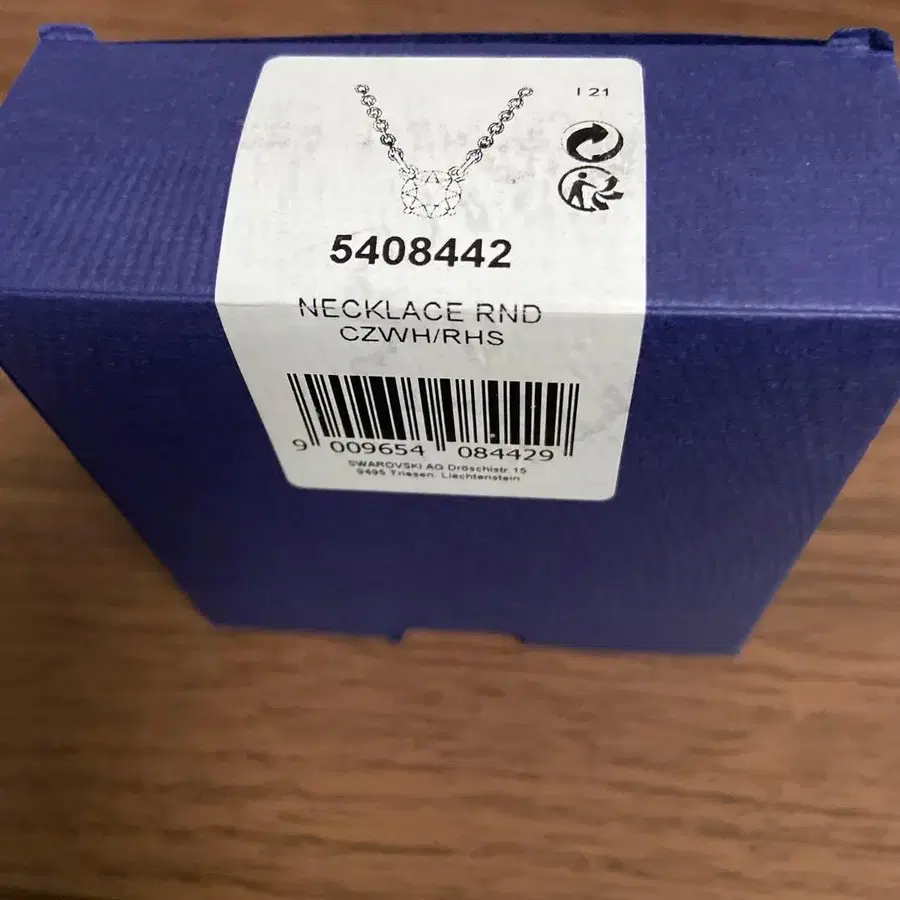 I 21
5408442
NECKLACE RND
CZWH/RHS
9 009654 084429
SWAROVSKI AG Dröschistr. 15
9495 Triesen, Liechtenstein